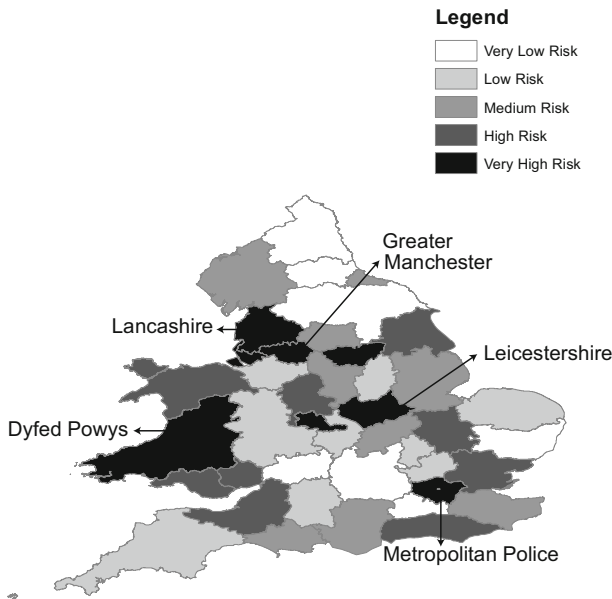 Legend
Very Low Risk
Low Risk
Medium Risk
High Risk
Very High Risk
Greater
Manchester
Lancashire
Leicestershire
Dyfed Powys
Metropolitan Police